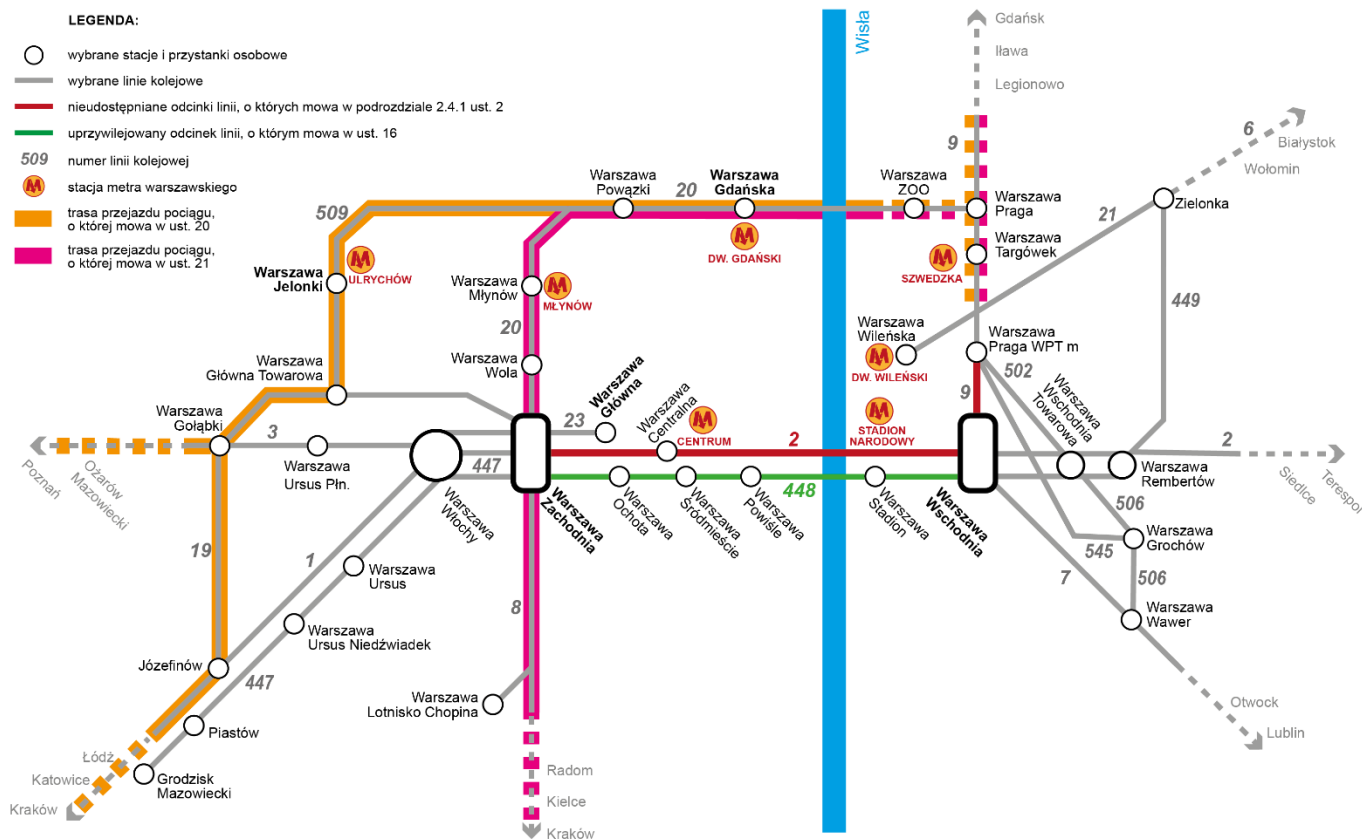 LEGENDA:
wybrane stacje i przystanki osobowe
wybrane linie kolejowe
nieudostępniane odcinki linii, o których mowa w podrozdziale 2.4.1 ust. 2
uprzywilejowany odcinek linii, o którym mowa w ust. 16
509
numer linii kolejowej
stacja metra warszawskiego
trasa przejazdu pociągu,
o której mowa w ust. 20
trasa przejazdu pociągu,
o której mowa w ust. 21
Wisła
Gdańsk
Iława
Legionowo
9
6
Białystok
Wołomin
Zielonka
21
449
509
Warszawa
Powązki
Warszawa
Gdańska
20
DW. GDAŃSKI
Warszawa
ZOO
Warszawa
Praga
Warszawa
Targówek
SZWEDZKA
Warszawa
Jelonki
ULRYCHÓW
Warszawa
Młynów
MŁYNÓW
20
Warszawa
Wola
Warszawa
Wileńska
DW. WILEŃSKI
Warszawa
Praga WPT m
502
9
Warszawa
Wschodnia
Towarowa
Warszawa
Główna Towarowa
Warszawa
Gołąbki
3
Warszawa
Ursus Płn.
Poznań
Ożarów
Mazowiecki
447
Warszawa
Włochy
23
Warszawa
Główna
Warszawa
Centralna
CENTRUM
2
STADION
NARODOWY
2
Siedlce
Terespol
Warszawa
Zachodnia
Warszawa
Ochota
Warszawa
Śródmieście
Warszawa
Powiśle
448
Warszawa
Stadion
Warszawa
Wschodnia
Warszawa
Rembertów
506
Warszawa
Grochów
545
506
7
Warszawa
Wawer
Otwock
Lublin
19
1
Warszawa
Ursus
Warszawa
Ursus Niedźwiadek
8
Józefinów
447
Warszawa
Lotnisko Chopina
Piastów
Grodzisk
Mazowiecki
Łódź
Katowice
Kraków
Radom
Kielce
Kraków